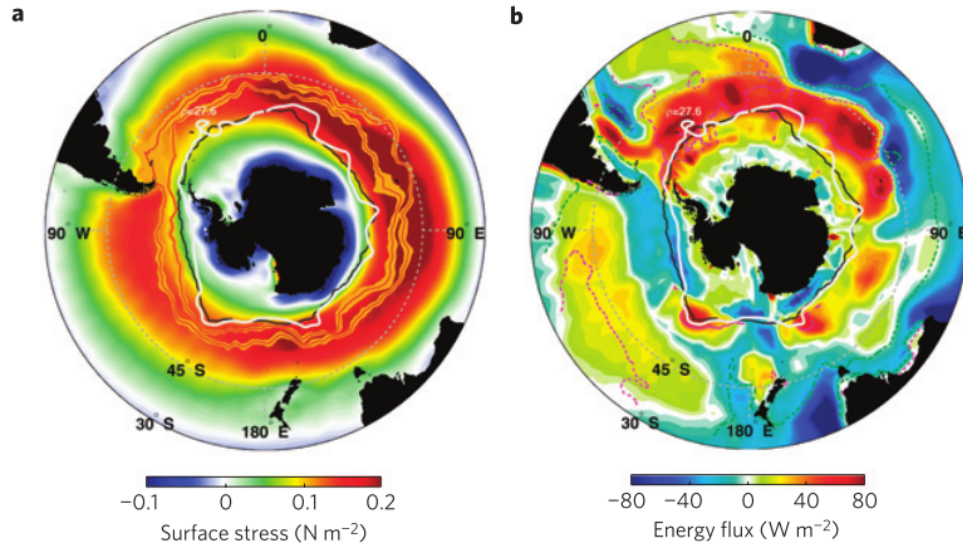 a
0
ρ=27.6
90° W
90° E
45° S
30° S
180° E
−0.1 0 0.1 0.2
Surface stress (N m⁻²)
b
0
ρ=27.6
90° W
90° E
45° S
30° S
180° E
−80 −40 0 40 80
Energy flux (W m⁻²)